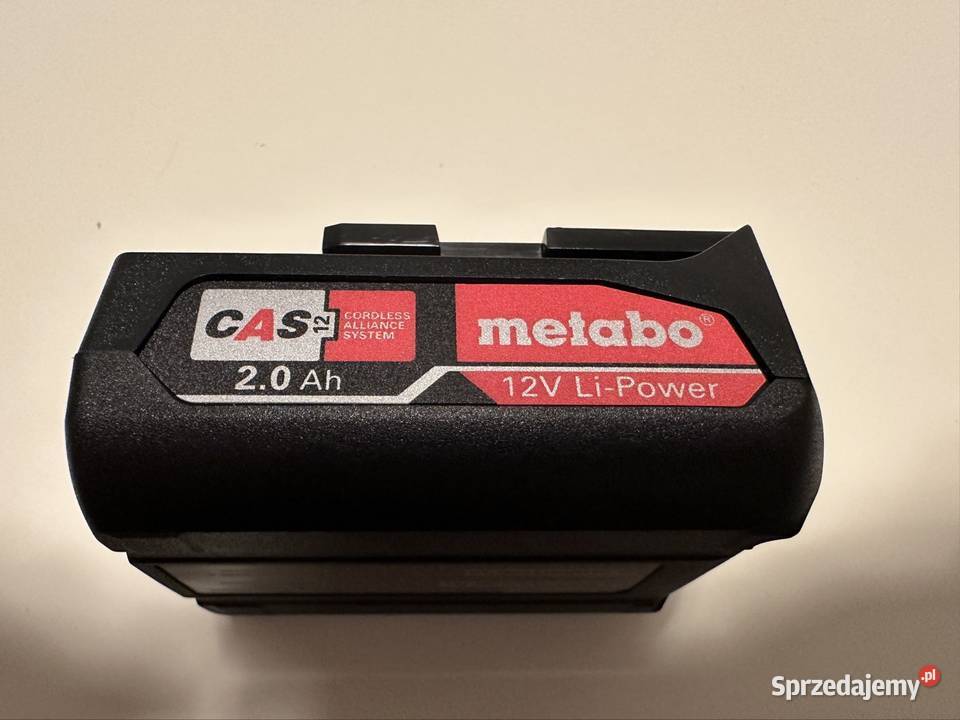 CAS 12
CORDLESS
ALLIANCE
SYSTEM
metabo®
2.0 Ah
12V Li-Power
Sprzedajemy.pl